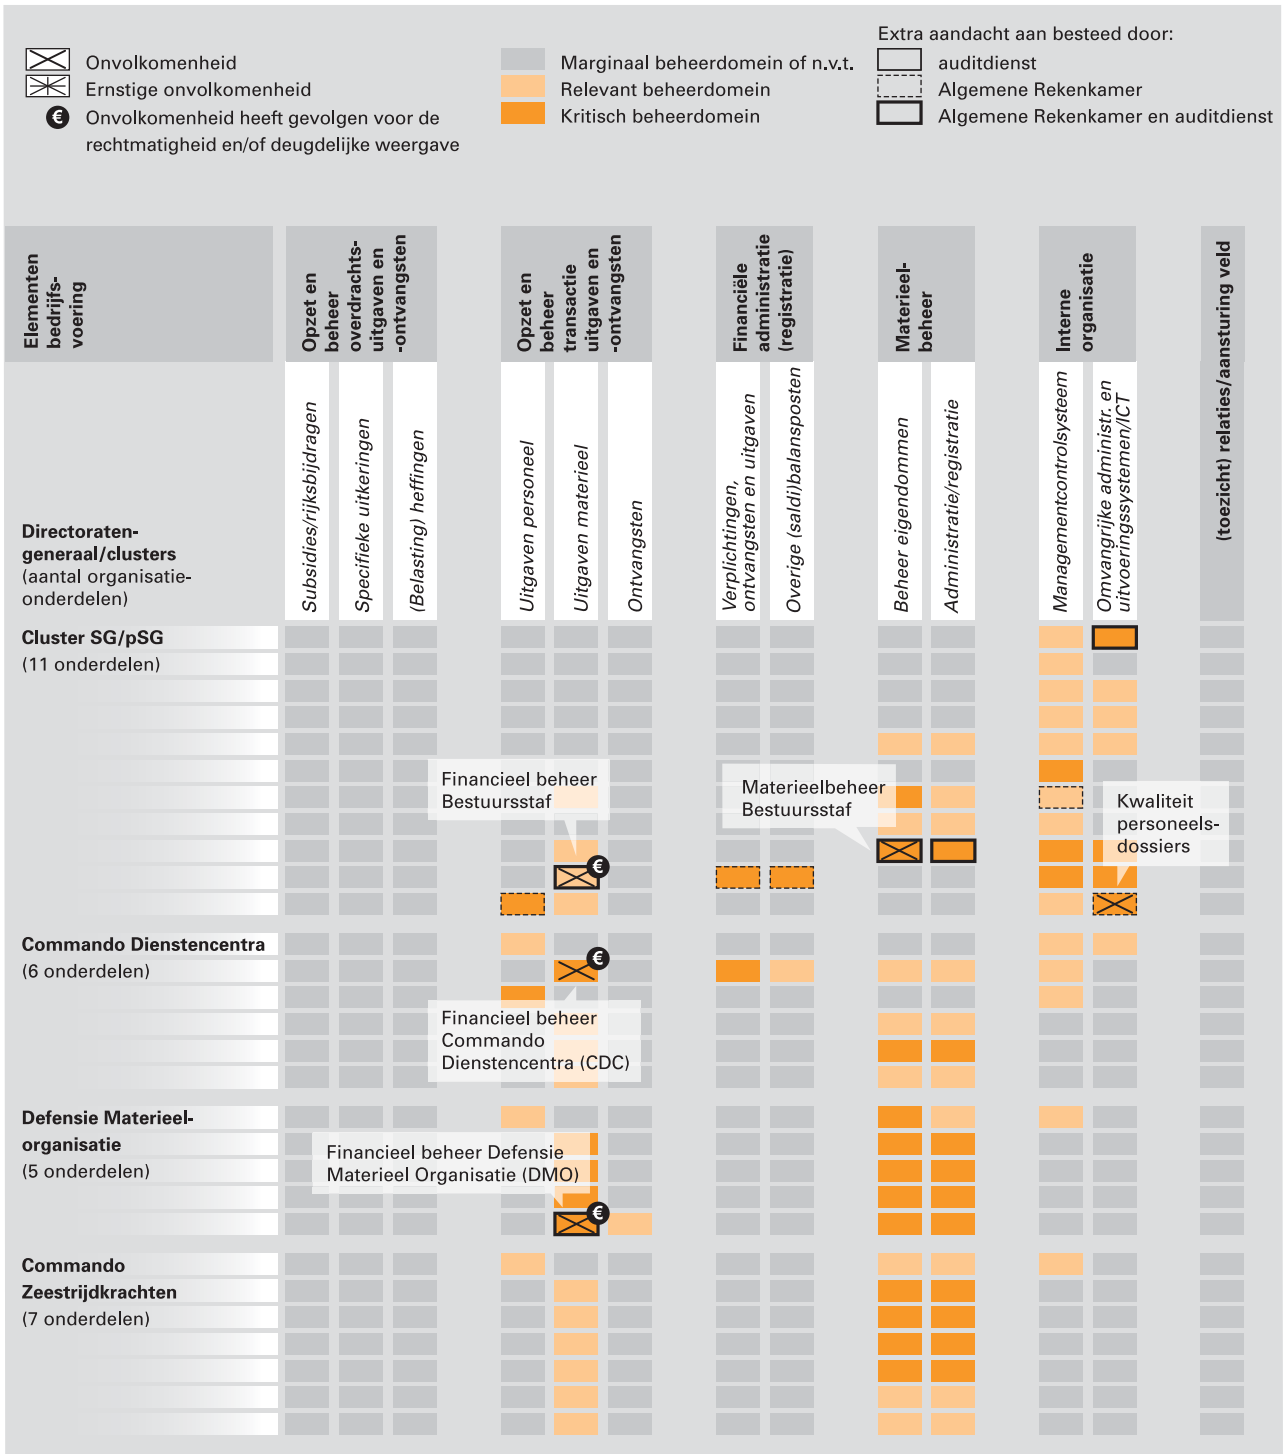 Onvolkomenheid
Ernstige onvolkomenheid
€
Onvolkomenheid heeft gevolgen voor de
rechtmatigheid en/of deugdelijke weergave
Marginaal beheerdomein of n.v.t.
Relevant beheerdomein
Kritisch beheerdomein
Extra aandacht aan besteed door:
auditdienst
Algemene Rekenkamer
Algemene Rekenkamer en auditdienst
Elementen
bedrijfs-
voering
Opzet en
beheer
overdrachts-
uitgaven en
-ontvangsten
Opzet en
beheer
transactie
uitgaven en
-ontvangsten
Financiële
administratie
(registratie)
Materieel-
beheer
Interne
organisatie
(toezicht) relaties/aansturing veld
Directoraten-
generaal/clusters
(aantal organisatie-
onderdelen)
Subsidies/rijksbijdragen
Specifieke uitkeringen
(Belasting) heffingen
Uitgaven personeel
Uitgaven materieel
Ontvangsten
Verplichtingen,
ontvangsten en uitgaven
Overige (saldi)balansposten
Beheer eigendommen
Administratie/registratie
Managementcontrolsysteem
Omvangrijke administr. en
uitvoeringssystemen/ICT
Cluster SG/pSG
(11 onderdelen)
Financieel beheer
Bestuursstaf
Materieelbeheer
Bestuursstaf
Kwaliteit
personeels-
dossiers
€
Commando Dienstencentra
(6 onderdelen)
€
Financieel beheer
Commando
Dienstencentra (CDC)
Defensie Materieel-
organisatie
(5 onderdelen)
Financieel beheer Defensie
Materieel Organisatie (DMO)
€
Commando
Zeestrijdkrachten
(7 onderdelen)